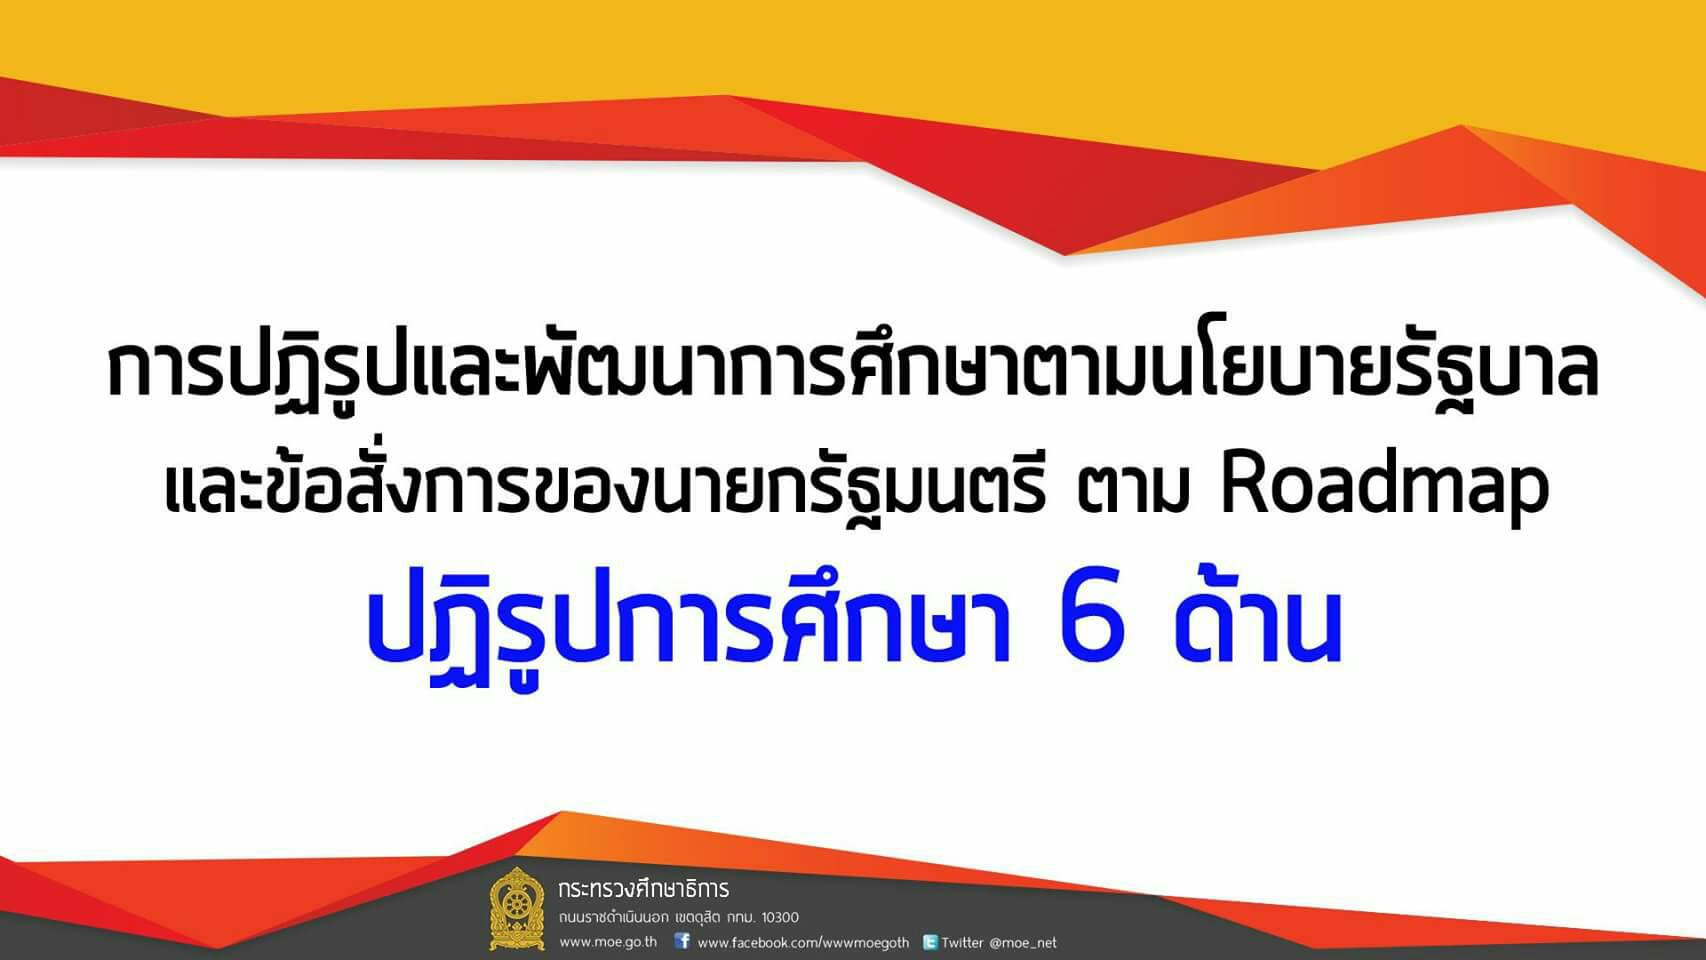 การปฏิรูปและพัฒนาการศึกษาตามนโยบายรัฐบาล
และข้อสั่งการของนายกรัฐมนตรี ตาม Roadmap
ปฏิรูปการศึกษา 6 ด้าน
กระทรวงศึกษาธิการ
ถนนราชดำเนินนอก เขตดุสิต กทม. 10300
www.moe.go.th f www.facebook.com/wwwmoegoth t Twitter @moe_net